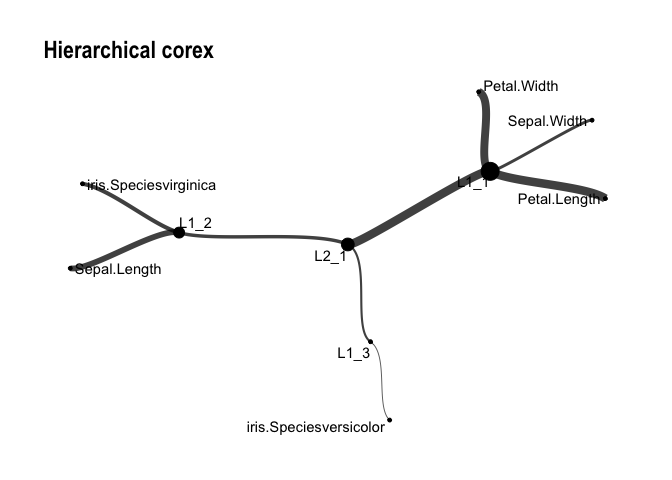 Hierarchical corex
Petal.Width
Sepal.Width
L1_1
Petal.Length
iris.Speciesvirginica
L1_2
L2_1
Sepal.Length
L1_3
iris.Speciesversicolor